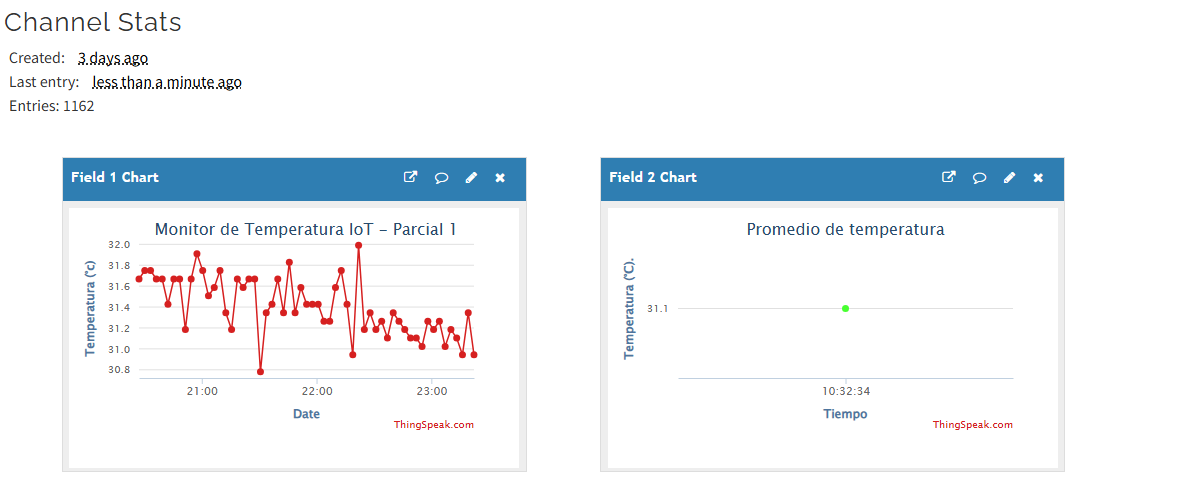 Channel Stats
Created: 3 days ago
Last entry: less than a minute ago
Entries: 1162
Field 1 Chart
Monitor de Temperatura IoT - Parcial 1
Temperatura (°c)
32.0
31.8
31.6
31.4
31.2
31.0
30.8
21:00 22:00 23:00
Date
ThingSpeak.com
Field 2 Chart
Promedio de temperatura
Temperatura (°C).
31.1
10:32:34
Tiempo
ThingSpeak.com